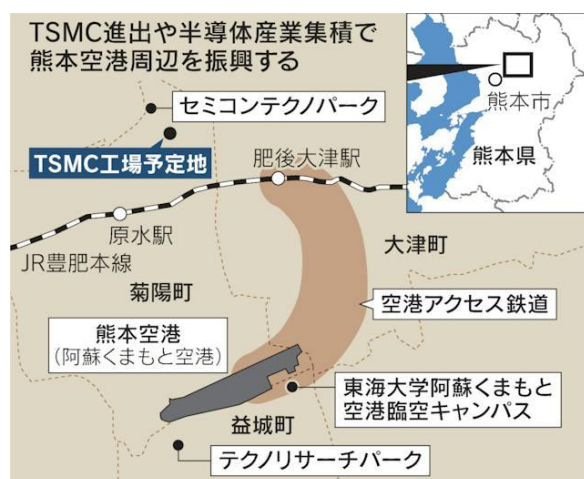 TSMC進出や半導体産業集積で
熊本空港周辺を振興する
熊本市
熊本県
セミコンテクノパーク
TSMC工場予定地
肥後大津駅
原水駅
JR豊肥本線
大津町
菊陽町
空港アクセス鉄道
熊本空港
(阿蘇くまもと空港)
東海大学阿蘇くまもと
空港臨空キャンパス
益城町
テクノリサーチパーク